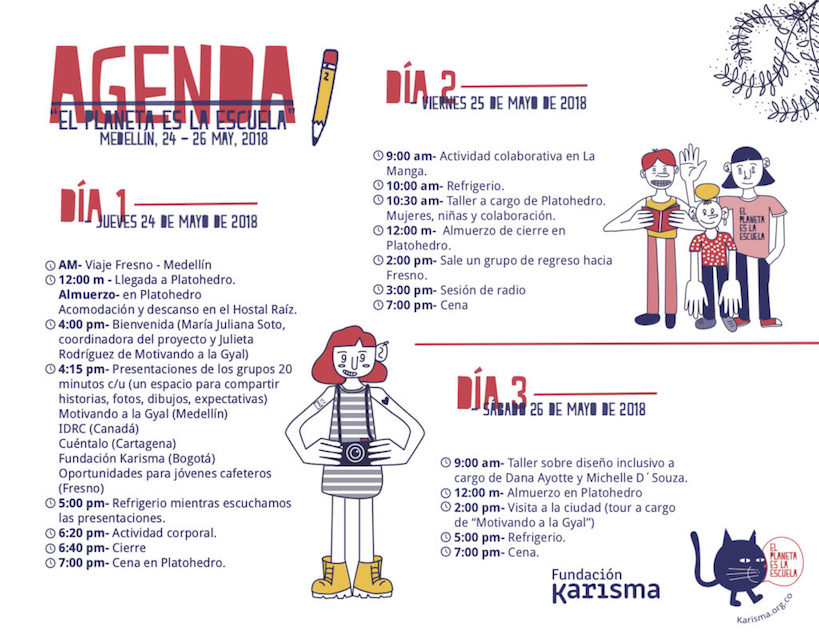 AGENDA
“EL PLANETA ES LA ESCUELA”
MEDELLÍN, 24 - 26 MAY, 2018
2
DÍA 1
- JUEVES 24 DE MAYO DE 2018
AM- Viaje Fresno - Medellín
12:00 m - Llegada a Platohedro.
Almuerzo- en Platohedro
Acomodación y descanso en el Hostal Raíz.
4:00 pm- Bienvenida (María Juliana Soto,
coordinadora del proyecto y Julieta
Rodríguez de Motivando a la Gyal)
4:15 pm- Presentaciones de los grupos 20
minutos c/u (un espacio para compartir
historias, fotos, dibujos, expectativas)
Motivando a la Gyal (Medellín)
IDRC (Canadá)
Cuéntalo (Cartagena)
Fundación Karisma (Bogotá)
Oportunidades para jóvenes cafeteros
(Fresno)
5:00 pm- Refrigerio mientras escuchamos
las presentaciones.
6:20 pm- Actividad corporal.
6:40 pm- Cierre
7:00 pm- Cena en Platohedro.
DÍA 2
- VIERNES 25 DE MAYO DE 2018
9:00 am- Actividad colaborativa en La
Manga.
10:00 am- Refrigerio.
10:30 am- Taller a cargo de Platohedro.
Mujeres, niñas y colaboración.
12:00 m- Almuerzo de cierre en
Platohedro.
2:00 pm- Sale un grupo de regreso hacia
Fresno.
3:00 pm- Sesión de radio
7:00 pm- Cena
EL
PLANETA
ES LA
ESCUELA
DÍA 3
- SÁBADO 26 DE MAYO DE 2018
9:00 am- Taller sobre diseño inclusivo a
cargo de Dana Ayotte y Michelle D´Souza.
12:00 m- Almuerzo en Platohedro
2:00 pm- Visita a la ciudad (tour a cargo
de “Motivando a la Gyal”)
5:00 pm- Refrigerio.
7:00 pm- Cena.
Fundación
Karisma
EL
PLANETA
ES LA
ESCUELA
Karisma.org.co